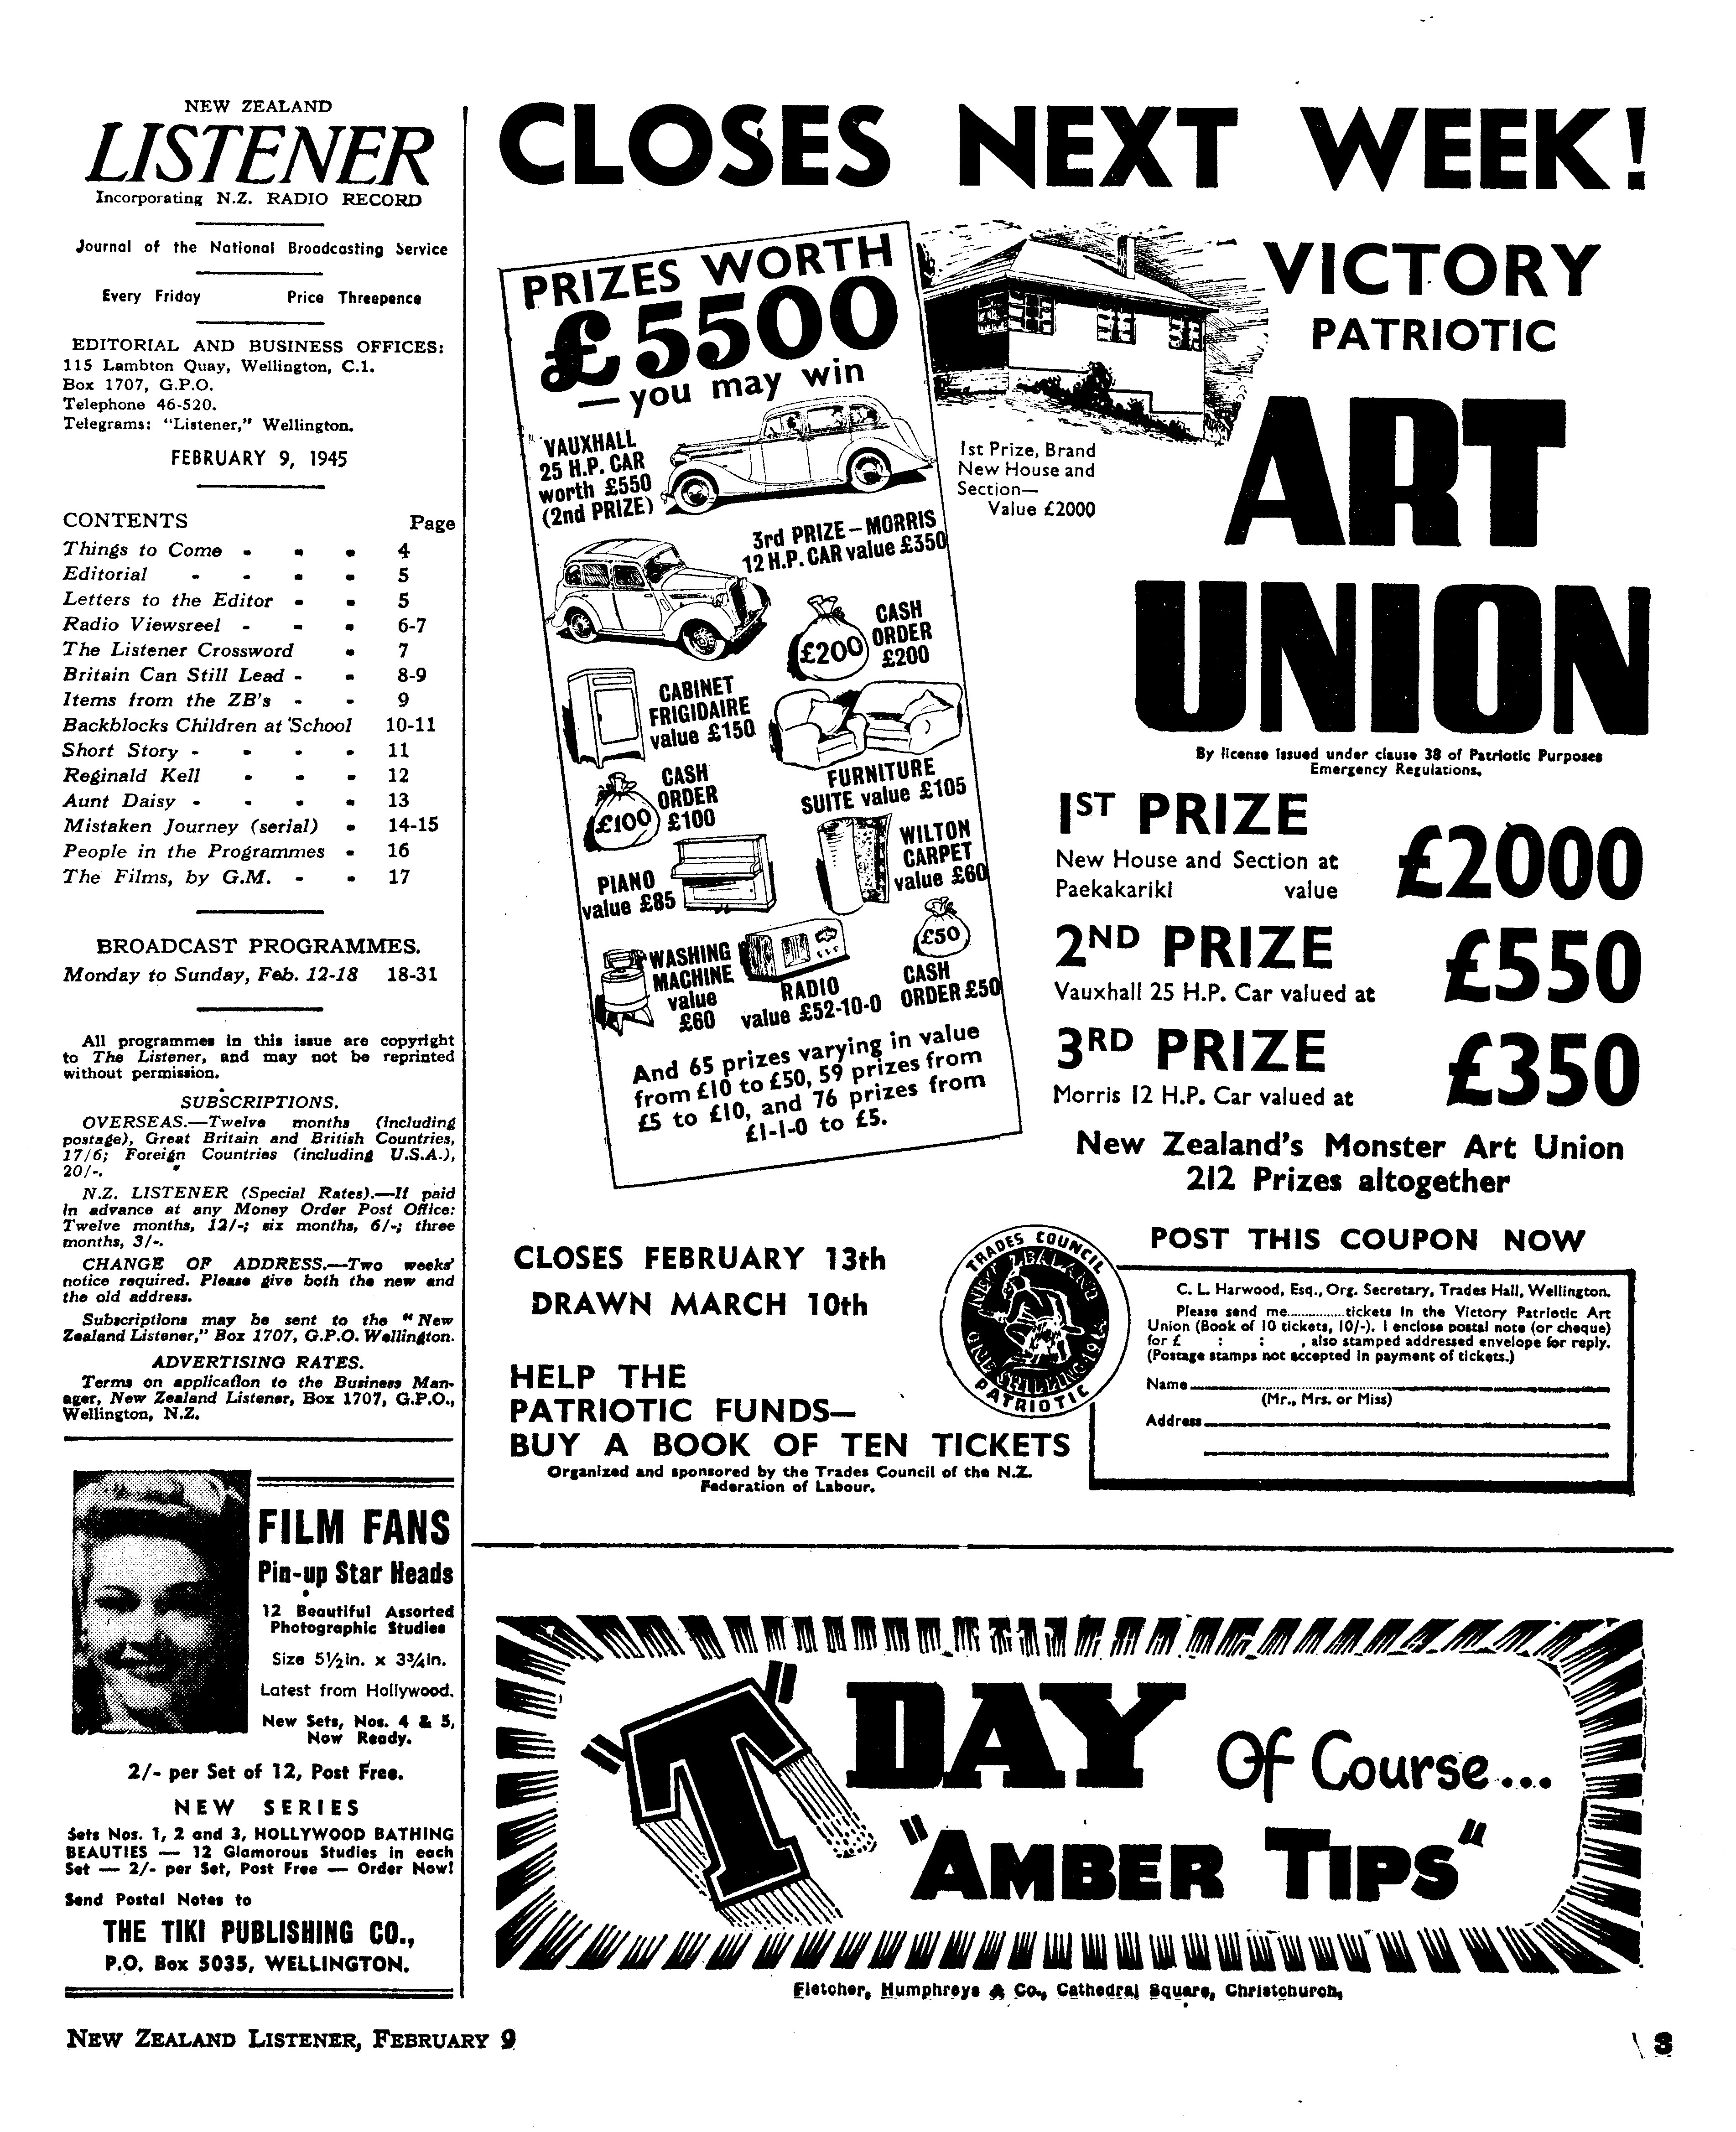 NEW ZEALAND
LISTENER
Incorporating N.Z. RADIO RECORD
Journal of the National Broadcasting Service
Every Friday Price Threepence
EDITORIAL AND BUSINESS OFFICES:
115 Lambton Quay, Wellington, C.1.
Box 1707, G.P.O.
Telephone 46-520.
Telegrams: "Listener," Wellington.
FEBRUARY 9, 1945
CONTENTS Page
Things to Come - - - 4
Editorial - - - - 5
Letters to the Editor - - 5
Radio Viewsreel - - - 6-7
The Listener Crossword - 7
Britain Can Still Lead - - 8-9
Items from the ZB's - - 9
Backblocks Children at School 10-11
Short Story - - - - 11
Reginald Kell - - - 12
Aunt Daisy - - - - 13
Mistaken Journey (serial) - 14-15
People in the Programmes - 16
The Films, by G.M. - - 17
BROADCAST PROGRAMMES.
Monday to Sunday, Feb. 12-18 18-31
All programmes in this issue are copyright
to The Listener, and may not be reprinted
without permission.
SUBSCRIPTIONS.
OVERSEAS.—Twelve months (including
postage), Great Britain and British Countries,
17/6; Foreign Countries (including U.S.A.),
20/-.
N.Z. LISTENER (Special Rates).—If paid
in advance at any Money Order Post Office:
Twelve months, 12/-; six months, 6/-; three
months, 3/-.
CHANGE OF ADDRESS.—Two weeks'
notice required. Please give both the new and
the old address.
Subscriptions may be sent to the "New
Zealand Listener," Box 1707, G.P.O. Wellington.
ADVERTISING RATES.
Terms on application to the Business Man-
ager, New Zealand Listener, Box 1707, G.P.O.,
Wellington, N.Z.
FILM FANS
Pin-up Star Heads
12 Beautiful Assorted
Photographic Studies
Size 5½in. x 3¾in.
Latest from Hollywood.
New Sets, Nos. 4 & 5,
Now Ready.
2/- per Set of 12, Post Free.
NEW SERIES
Sets Nos. 1, 2 and 3, HOLLYWOOD BATHING
BEAUTIES — 12 Glamorous Studies in each
Set — 2/- per Set, Post Free — Order Now!
Send Postal Notes to
THE TIKI PUBLISHING CO.,
P.O. Box 5035, WELLINGTON.
CLOSES NEXT WEEK!
PRIZES WORTH
£5500
—you may win
VAUXHALL
25 H.P. CAR
worth £550
(2nd PRIZE)
3rd PRIZE – MORRIS
12 H.P. CAR value £350
£200
CASH
ORDER
£200
CABINET
FRIGIDAIRE
value £150
FURNITURE
SUITE value £105
£100
CASH
ORDER
£100
WILTON
CARPET
value £60
PIANO
value £85
WASHING
MACHINE
value
£60
RADIO
value £52-10-0
£50
CASH
ORDER £50
And 65 prizes varying in value
from £10 to £50, 59 prizes from
£5 to £10, and 76 prizes from
£1-1-0 to £5.
1st Prize, Brand
New House and
Section—
Value £2000
VICTORY
PATRIOTIC
ART
UNION
By license issued under clause 38 of Patriotic Purposes
Emergency Regulations.
1ST PRIZE
New House and Section at
Paekakariki value
£2000
2ND PRIZE
Vauxhall 25 H.P. Car valued at
£550
3RD PRIZE
Morris 12 H.P. Car valued at
£350
New Zealand's Monster Art Union
212 Prizes altogether
CLOSES FEBRUARY 13th
DRAWN MARCH 10th
HELP THE
PATRIOTIC FUNDS—
BUY A BOOK OF TEN TICKETS
Organized and sponsored by the Trades Council of the N.Z.
Federation of Labour.
TRADES COUNCIL
NEW ZEALAND
ONE SHILLING
PATRIOTIC
POST THIS COUPON NOW
C. L. Harwood, Esq., Org. Secretary, Trades Hall, Wellington.
Please send me...............tickets in the Victory Patriotic Art
Union (Book of 10 tickets, 10/-). I enclose postal note (or cheque)
for £ : : , also stamped addressed envelope for reply.
(Postage stamps not accepted in payment of tickets.)
Name
(Mr., Mrs. or Miss)
Address
"T" DAY Of Course...
"AMBER TIPS"
Fletcher, Humphreys & Co., Cathedral Square, Christchurch.
NEW ZEALAND LISTENER, FEBRUARY 9
3